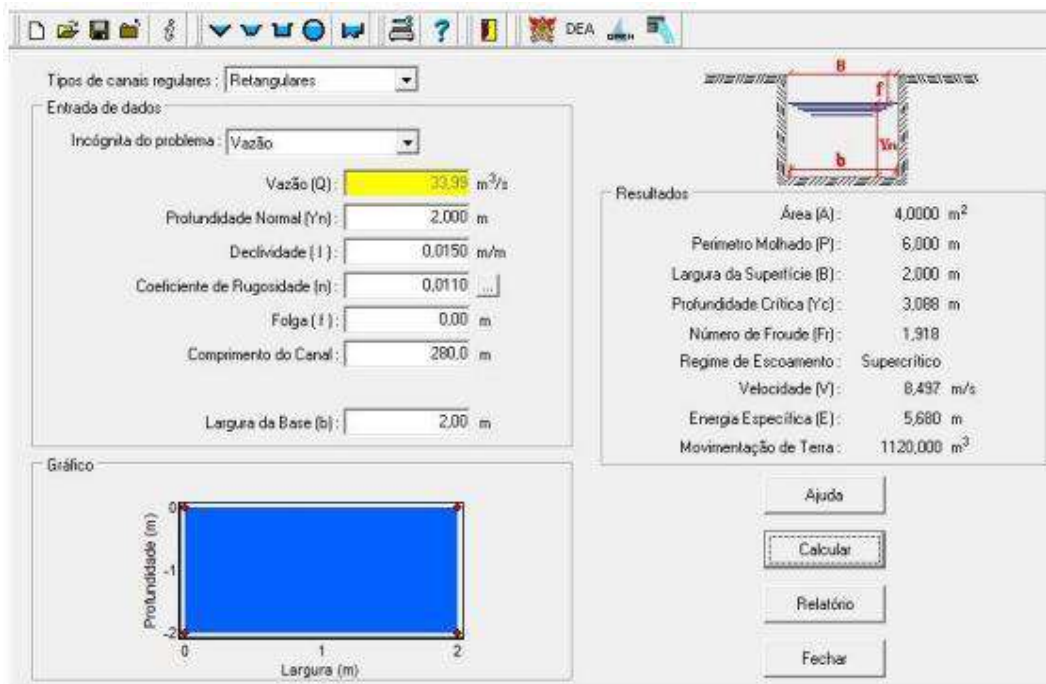 DEA
Tipos de canais regulares : Retangulares
Entrada de dados
Incógnita do problema : Vazão
Vazão (Q) : 33,99 m³/s
Profundidade Normal (Yn) : 2,000 m
Declividade ( I ) : 0,0150 m/m
Coeficiente de Rugosidade (n) : 0,0110 ...
Folga ( f ) : 0,00 m
Comprimento do Canal : 280,0 m
Largura da Base (b) : 2,00 m
B
f
Yn
b
Resultados
Área (A) : 4,0000 m²
Perímetro Molhado (P) : 6,000 m
Largura da Superfície (B) : 2,000 m
Profundidade Crítica (Yc) : 3,088 m
Número de Froude (Fr) : 1,918
Regime de Escoamento : Supercrítico
Velocidade (V) : 8,497 m/s
Energia Específica (E) : 5,680 m
Movimentação de Terra : 1120,000 m³
Gráfico
Profundidade (m)
0
-1
-2
0 1 2
Largura (m)
Ajuda
Calcular
Relatório
Fechar